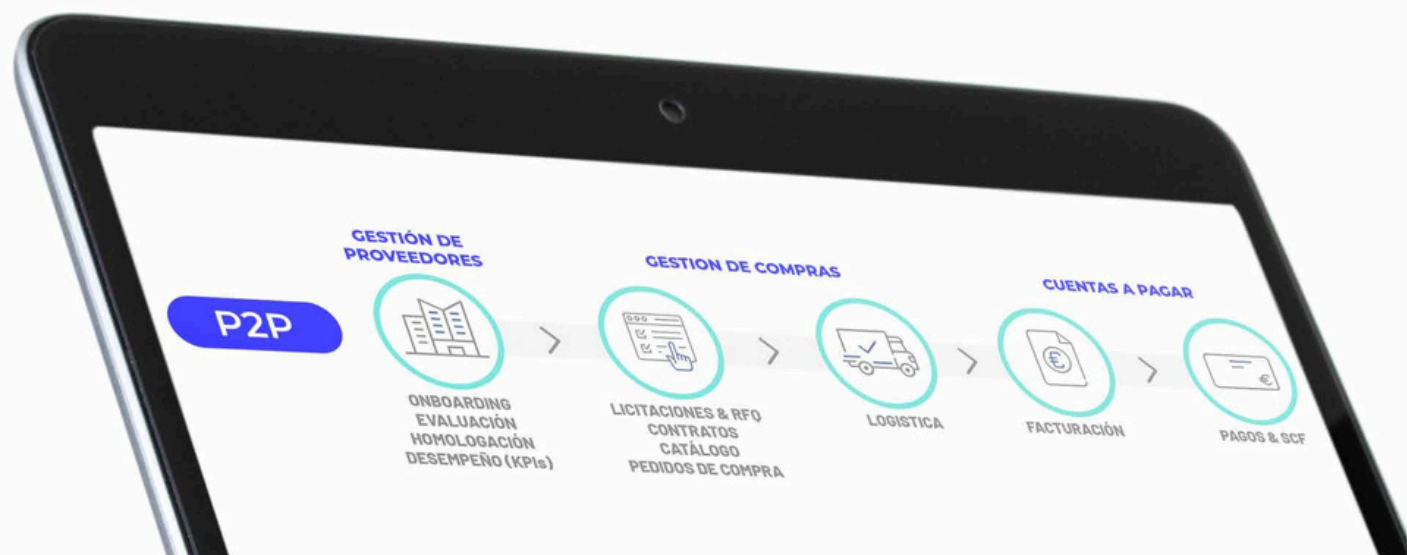 GESTIÓN DE
PROVEEDORES
GESTION DE COMPRAS
CUENTAS A PAGAR
P2P
ONBOARDING
EVALUACIÓN
HOMOLOGACIÓN
DESEMPEÑO (KPIs)
LICITACIONES & RFQ
CONTRATOS
CATÁLOGO
PEDIDOS DE COMPRA
LOGISTICA
FACTURACIÓN
PAGOS & SCF